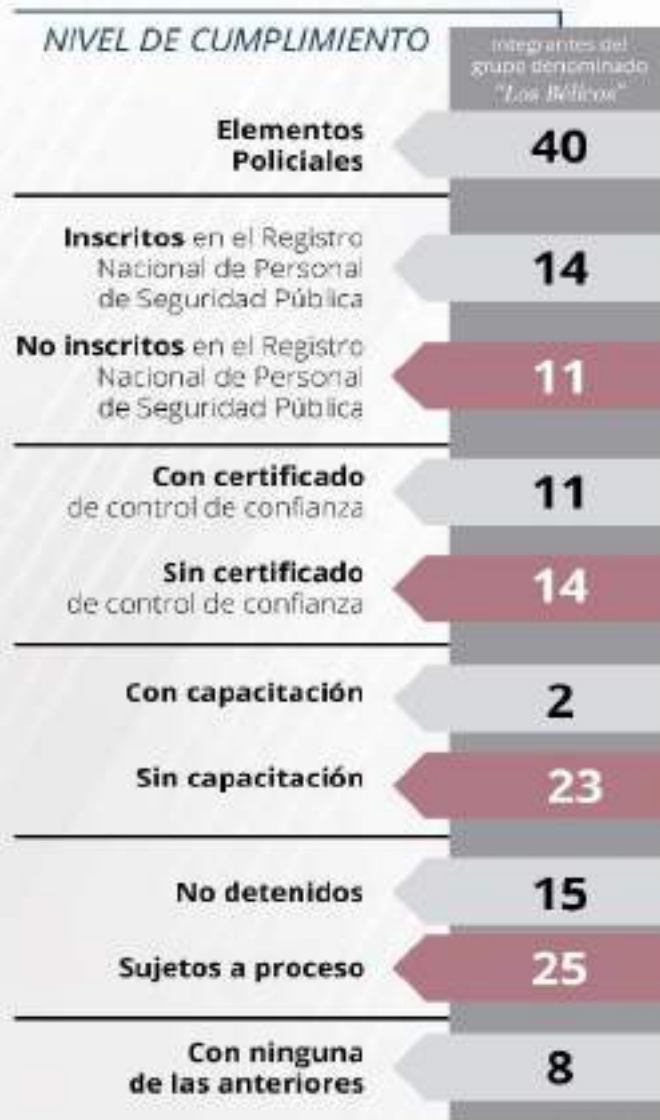 NIVEL DE CUMPLIMIENTO
integrantes del
grupo denominado
"Los Bélicos"
Elementos
Policiales
40
Inscritos en el Registro
Nacional de Personal
de Seguridad Pública
14
No inscritos en el Registro
Nacional de Personal
de Seguridad Pública
11
Con certificado
de control de confianza
11
Sin certificado
de control de confianza
14
Con capacitación
2
Sin capacitación
23
No detenidos
15
Sujetos a proceso
25
Con ninguna
de las anteriores
8